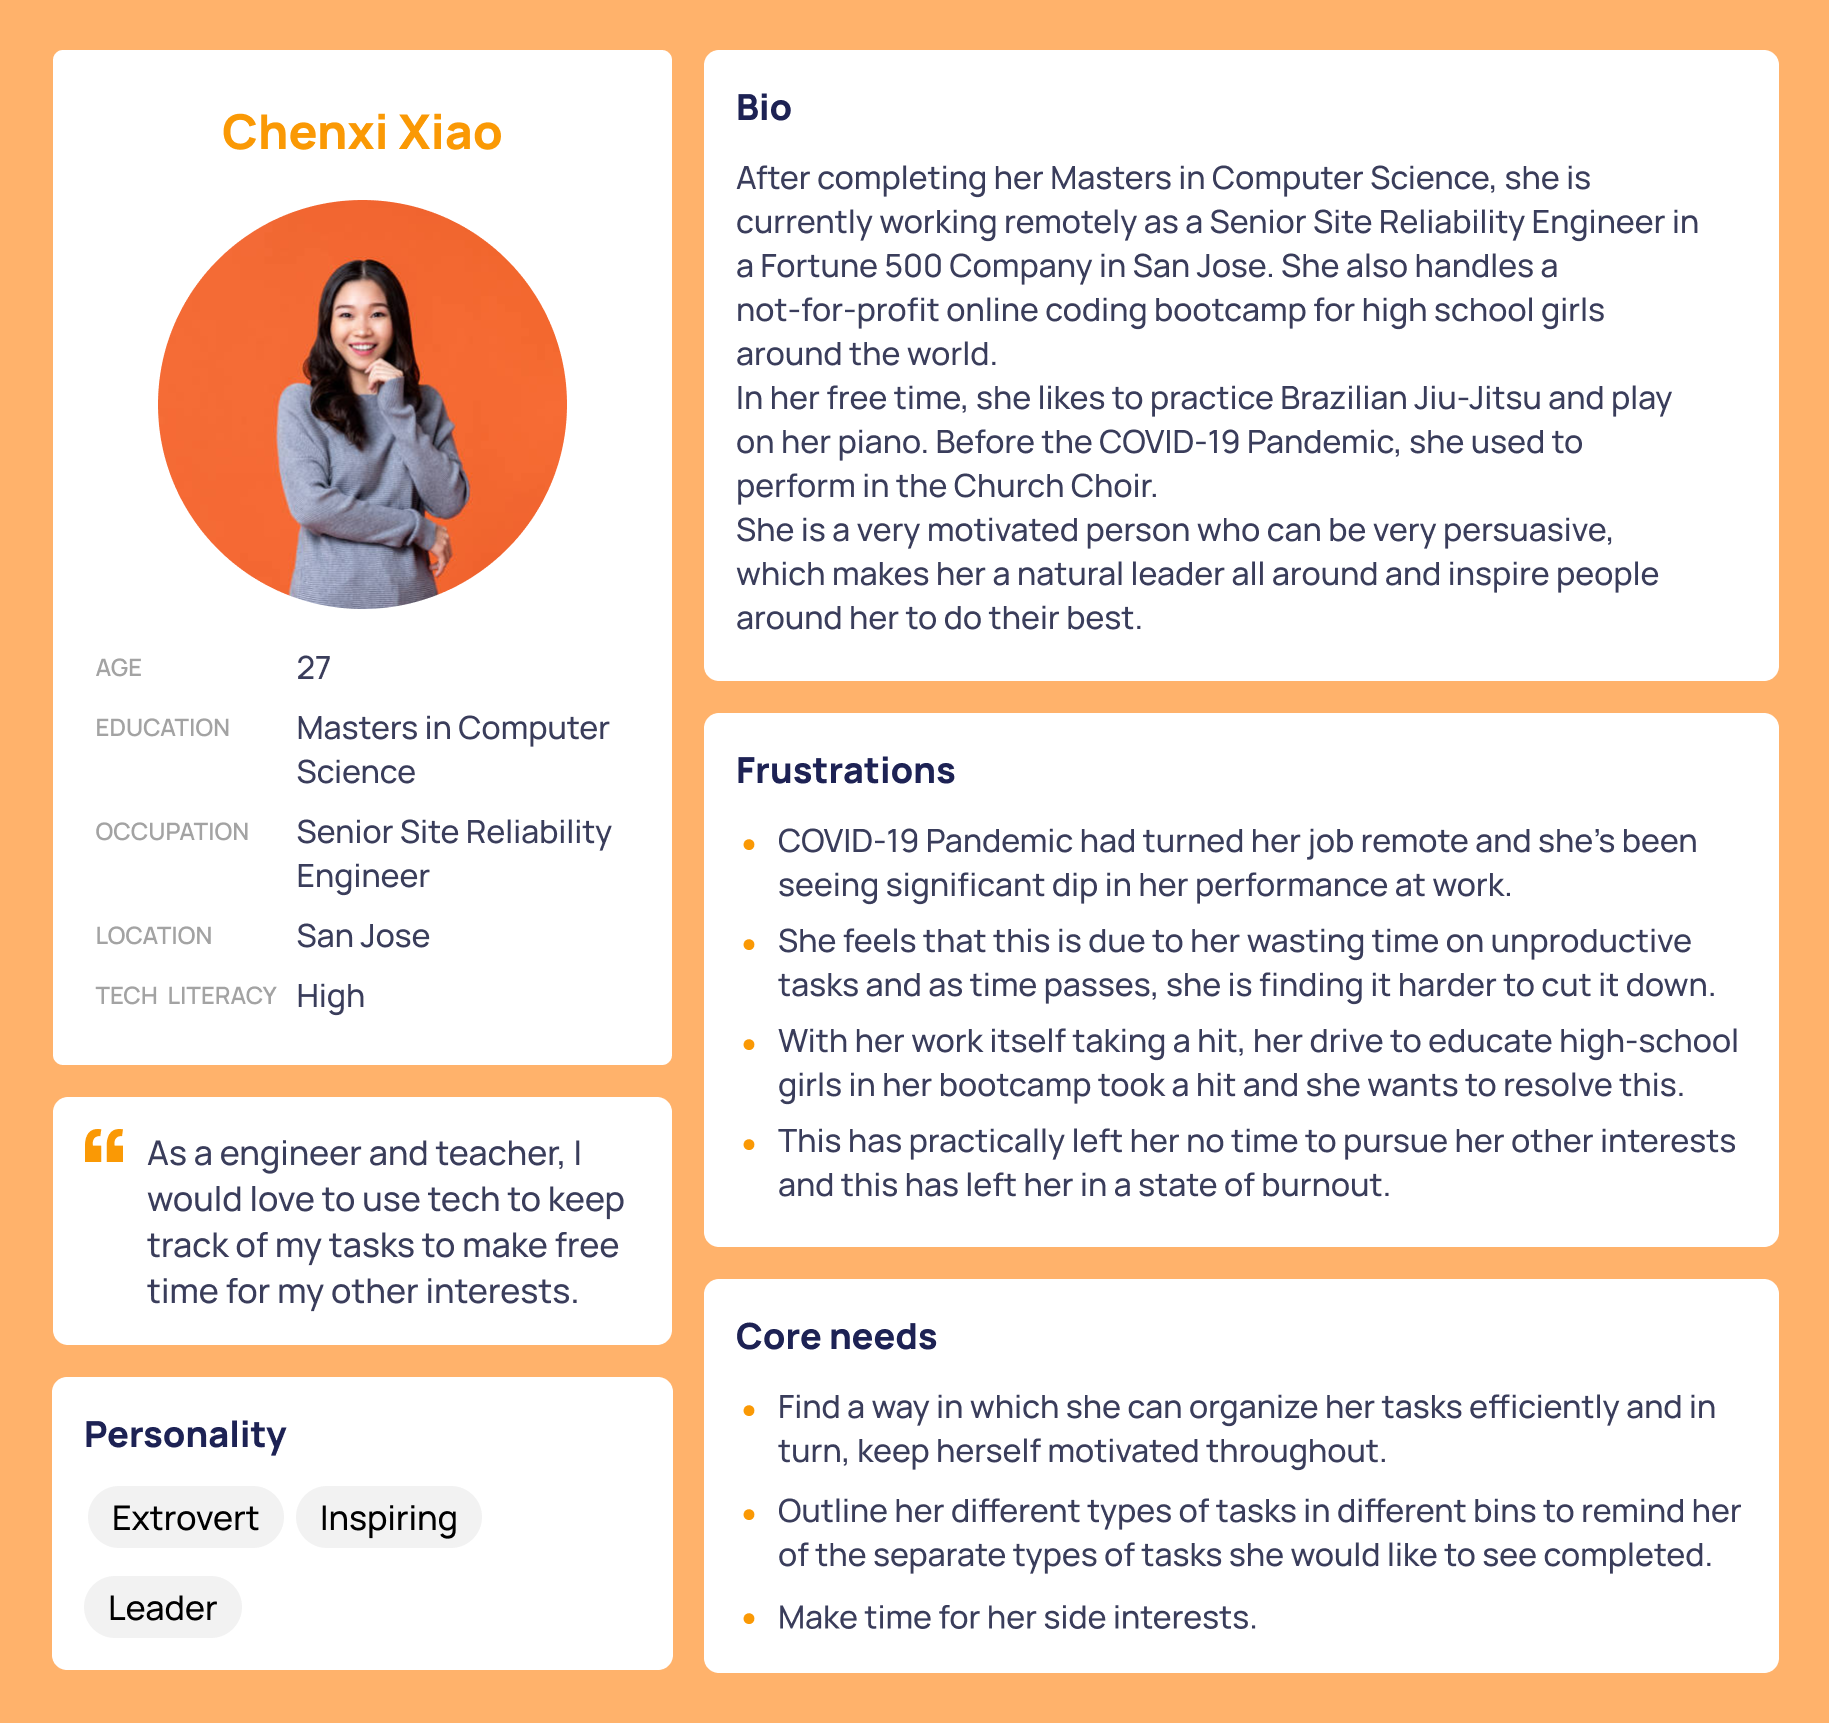 Chenxi Xiao
AGE 27
EDUCATION Masters in Computer
Science
OCCUPATION Senior Site Reliability
Engineer
LOCATION San Jose
TECH LITERACY High
“ As a engineer and teacher, I
would love to use tech to keep
track of my tasks to make free
time for my other interests.
Personality
Extrovert Inspiring
Leader
Bio
After completing her Masters in Computer Science, she is
currently working remotely as a Senior Site Reliability Engineer in
a Fortune 500 Company in San Jose. She also handles a
not-for-profit online coding bootcamp for high school girls
around the world.
In her free time, she likes to practice Brazilian Jiu-Jitsu and play
on her piano. Before the COVID-19 Pandemic, she used to
perform in the Church Choir.
She is a very motivated person who can be very persuasive,
which makes her a natural leader all around and inspire people
around her to do their best.
Frustrations
• COVID-19 Pandemic had turned her job remote and she’s been
seeing significant dip in her performance at work.
• She feels that this is due to her wasting time on unproductive
tasks and as time passes, she is finding it harder to cut it down.
• With her work itself taking a hit, her drive to educate high-school
girls in her bootcamp took a hit and she wants to resolve this.
• This has practically left her no time to pursue her other interests
and this has left her in a state of burnout.
Core needs
• Find a way in which she can organize her tasks efficiently and in
turn, keep herself motivated throughout.
• Outline her different types of tasks in different bins to remind her
of the separate types of tasks she would like to see completed.
• Make time for her side interests.